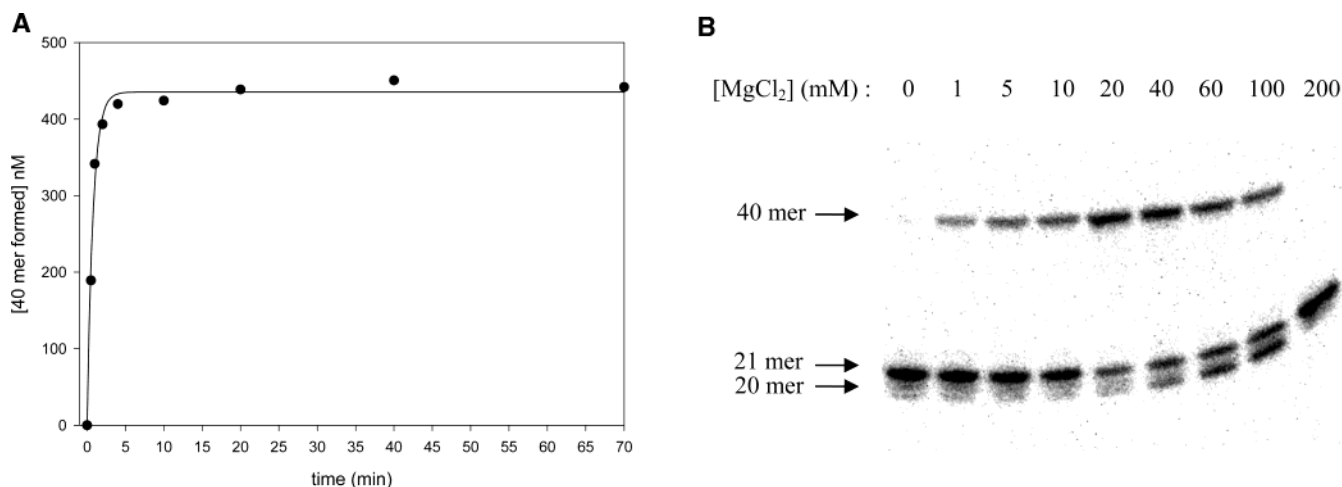 A
500
400
300
200
100
0
[40 mer formed] nM
0 5 10 15 20 25 30 35 40 45 50 55 60 65 70
time (min)
B
[MgCl₂] (mM) : 0 1 5 10 20 40 60 100 200
40 mer
21 mer
20 mer